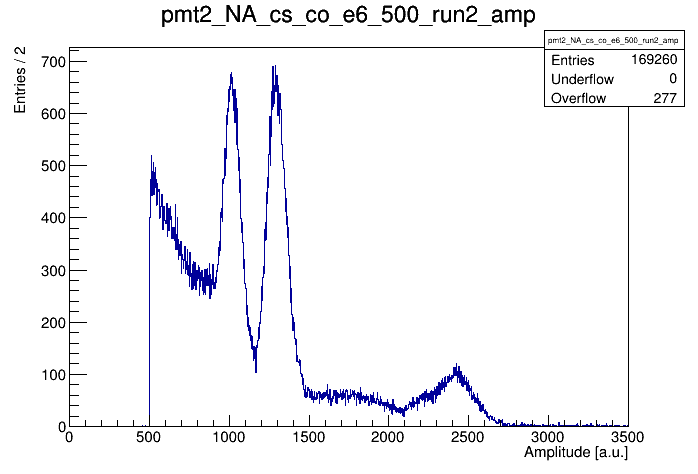 pmt2_NA_cs_co_e6_500_run2_amp
pmt2_NA_cs_co_e6_500_run2_amp
Entries 169260
Underflow 0
Overflow 277
Entries / 2
700
600
500
400
300
200
100
0
0 500 1000 1500 2000 2500 3000 3500
Amplitude [a.u.]